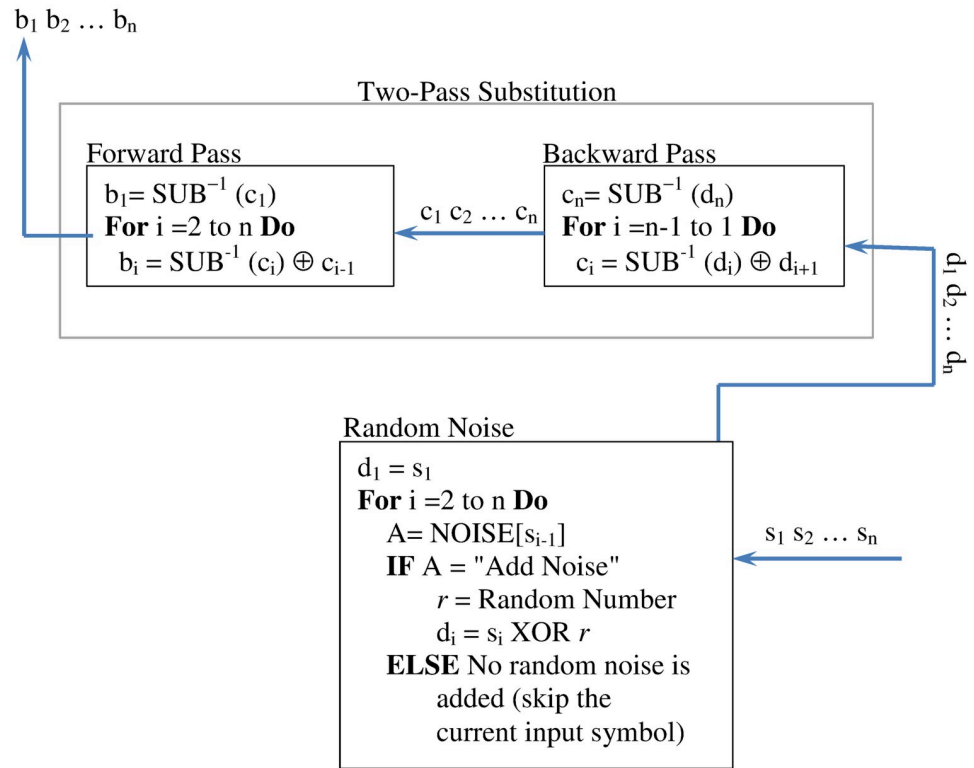 b₁ b₂ … bₙ
Two-Pass Substitution
Forward Pass
b₁= SUB⁻¹ (c₁)
For i =2 to n Do
bᵢ = SUB⁻¹ (cᵢ) ⊕ cᵢ₋₁
c₁ c₂ … cₙ
Backward Pass
cₙ= SUB⁻¹ (dₙ)
For i =n-1 to 1 Do
cᵢ = SUB⁻¹ (dᵢ) ⊕ dᵢ₊₁
d₁ d₂ … dₙ
Random Noise
d₁ = s₁
For i =2 to n Do
A= NOISE[sᵢ₋₁]
IF A = "Add Noise"
r = Random Number
dᵢ = sᵢ XOR r
ELSE No random noise is
added (skip the
current input symbol)
s₁ s₂ … sₙ